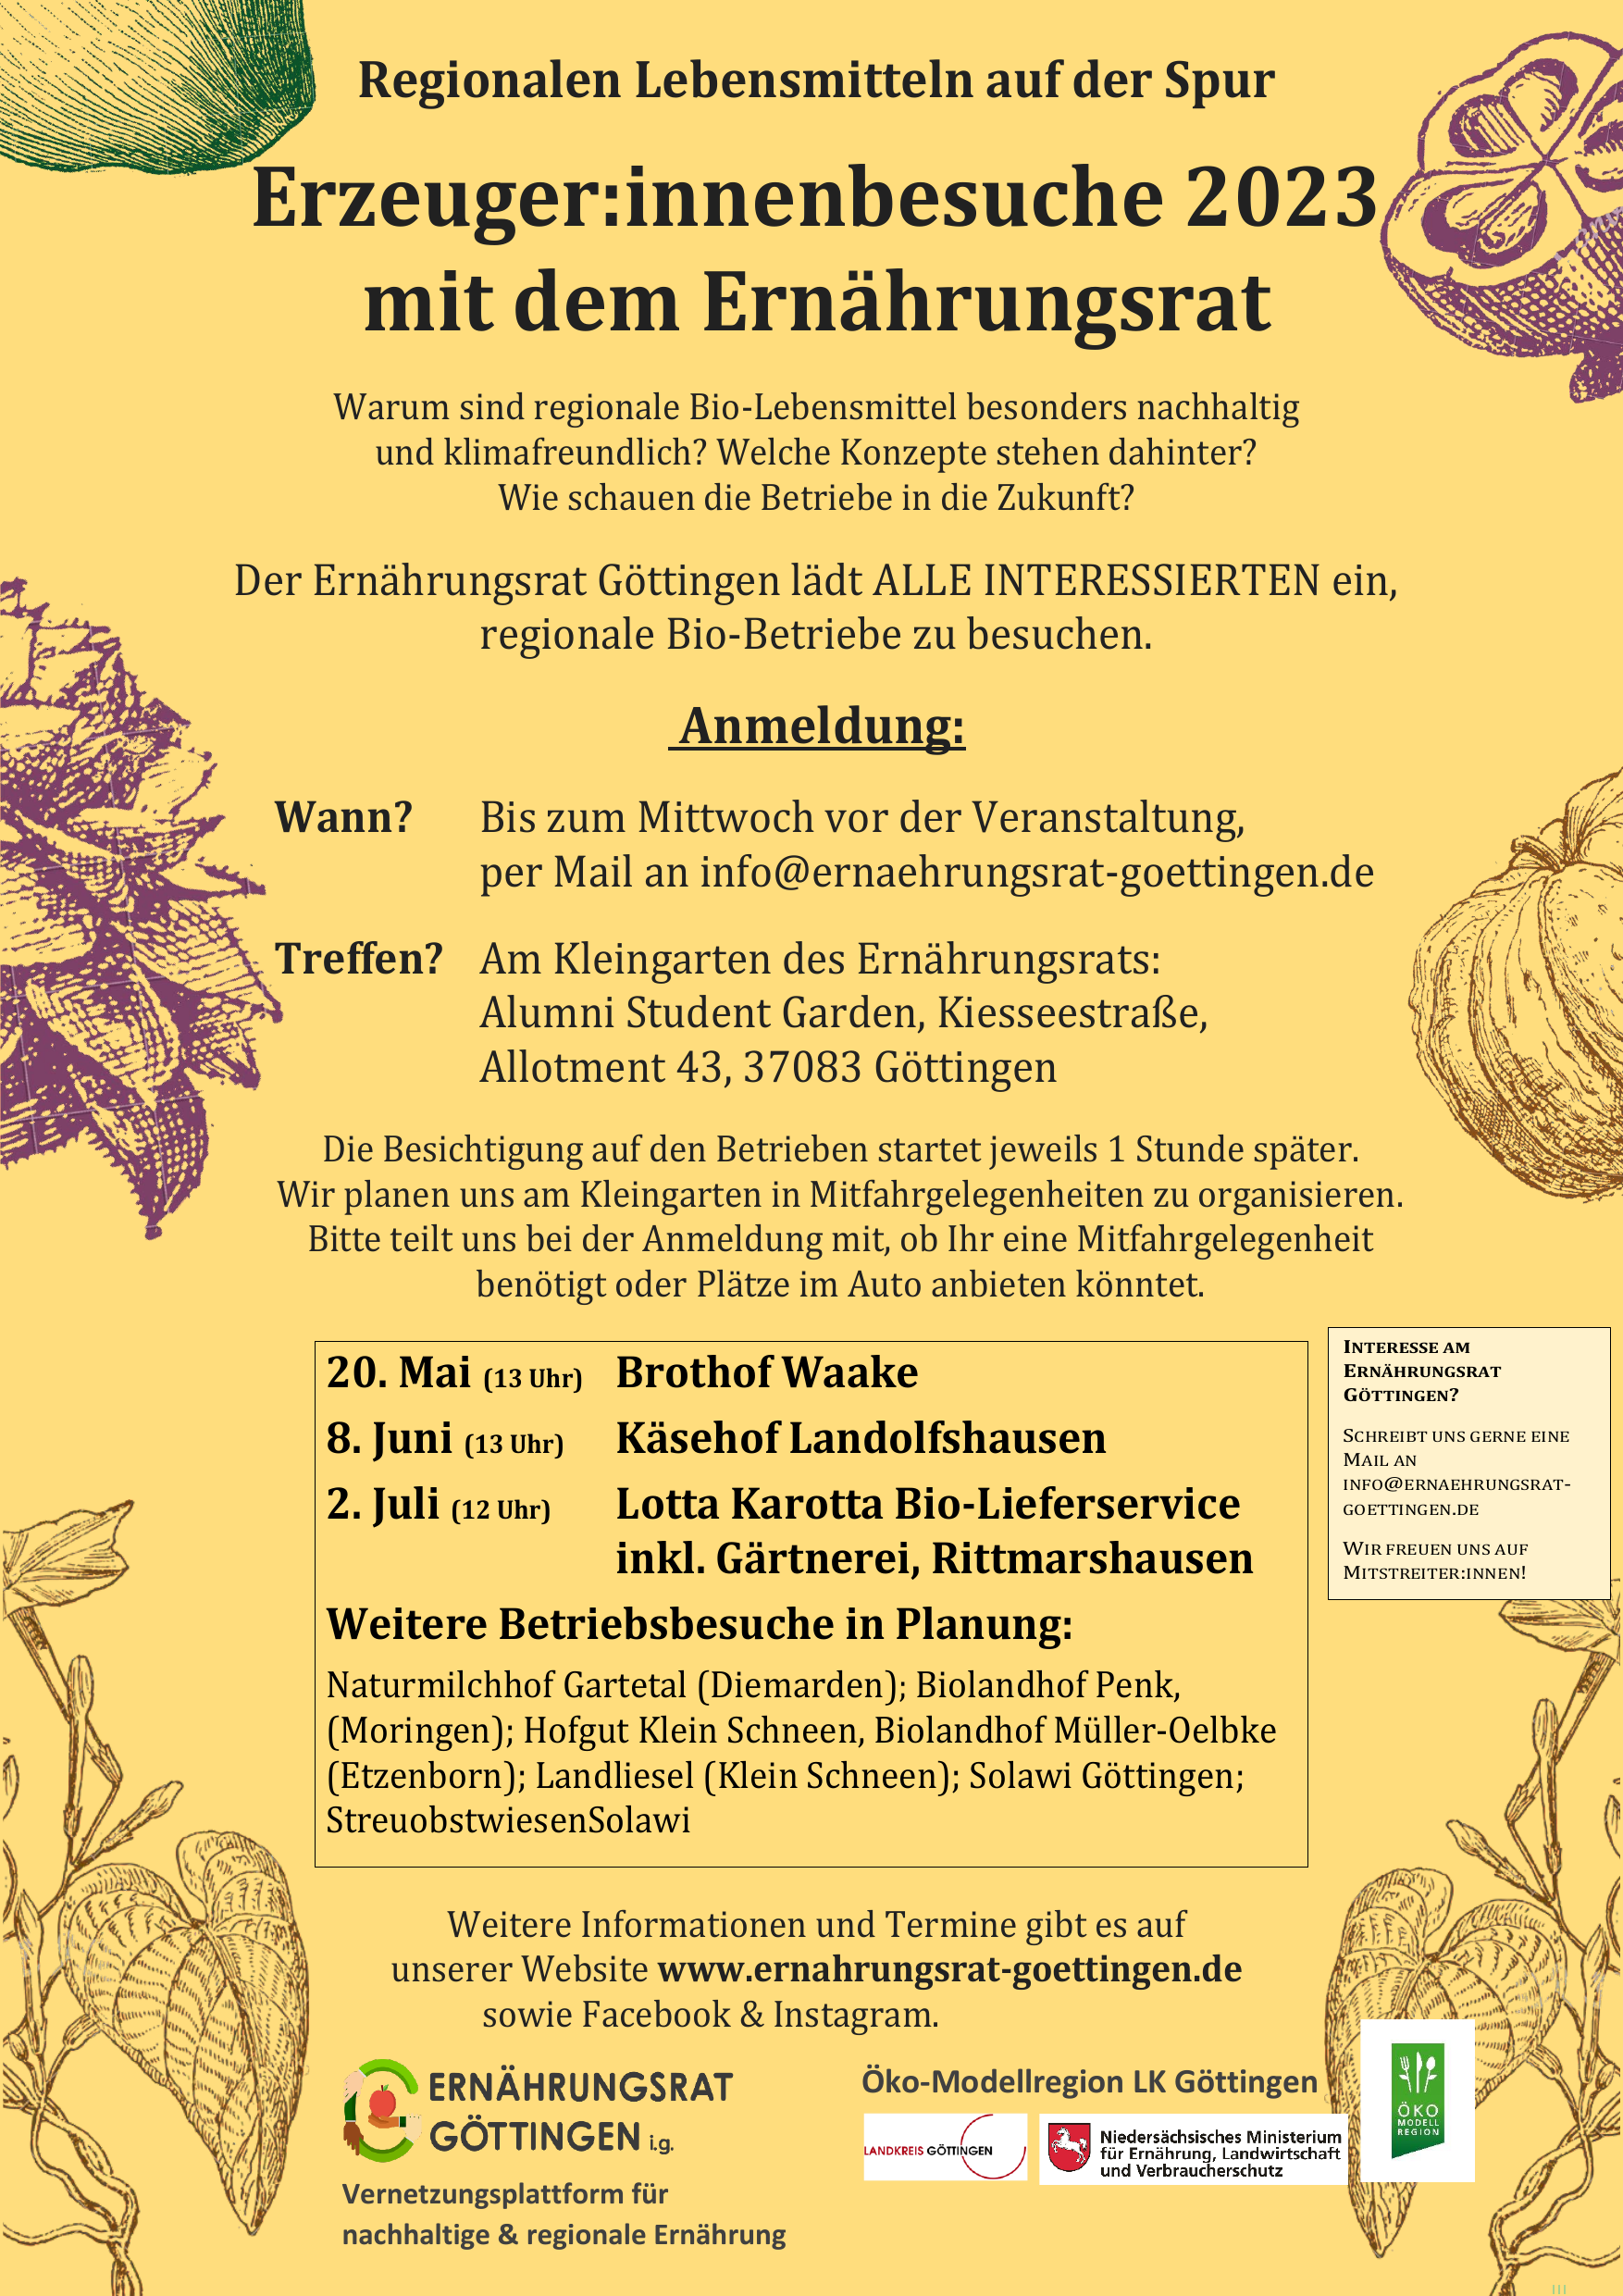 Regionalen Lebensmitteln auf der Spur
Erzeuger:innenbesuche 2023
mit dem Ernährungsrat
Warum sind regionale Bio-Lebensmittel besonders nachhaltig
und klimafreundlich? Welche Konzepte stehen dahinter?
Wie schauen die Betriebe in die Zukunft?
Der Ernährungsrat Göttingen lädt ALLE INTERESSIERTEN ein,
regionale Bio-Betriebe zu besuchen.
Anmeldung:
Wann? Bis zum Mittwoch vor der Veranstaltung,
per Mail an info@ernaehrungsrat-goettingen.de
Treffen? Am Kleingarten des Ernährungsrats:
Alumni Student Garden, Kiesseestraße,
Allotment 43, 37083 Göttingen
Die Besichtigung auf den Betrieben startet jeweils 1 Stunde später.
Wir planen uns am Kleingarten in Mitfahrgelegenheiten zu organisieren.
Bitte teilt uns bei der Anmeldung mit, ob Ihr eine Mitfahrgelegenheit
benötigt oder Plätze im Auto anbieten könntet.
20. Mai (13 Uhr) Brothof Waake
8. Juni (13 Uhr) Käsehof Landolfshausen
2. Juli (12 Uhr) Lotta Karotta Bio-Lieferservice
inkl. Gärtnerei, Rittmarshausen
Weitere Betriebsbesuche in Planung:
Naturmilchhof Gartetal (Diemarden); Biolandhof Penk,
(Moringen); Hofgut Klein Schneen, Biolandhof Müller-Oelbke
(Etzenborn); Landliesel (Klein Schneen); Solawi Göttingen;
StreuobstwiesenSolawi
INTERESSE AM
ERNÄHRUNGSRAT
GÖTTINGEN?
SCHREIBT UNS GERNE EINE
MAIL AN
INFO@ERNAEHRUNGSRAT-
GOETTINGEN.DE
WIR FREUEN UNS AUF
MITSTREITER:INNEN!
Weitere Informationen und Termine gibt es auf
unserer Website www.ernahrungsrat-goettingen.de
sowie Facebook & Instagram.
ERNÄHRUNGSRAT
GÖTTINGEN i.g.
Vernetzungsplattform für
nachhaltige & regionale Ernährung
Öko-Modellregion LK Göttingen
LANDKREIS GÖTTINGEN
Niedersächsisches Ministerium
für Ernährung, Landwirtschaft
und Verbraucherschutz
ÖKO
MODELL
REGION